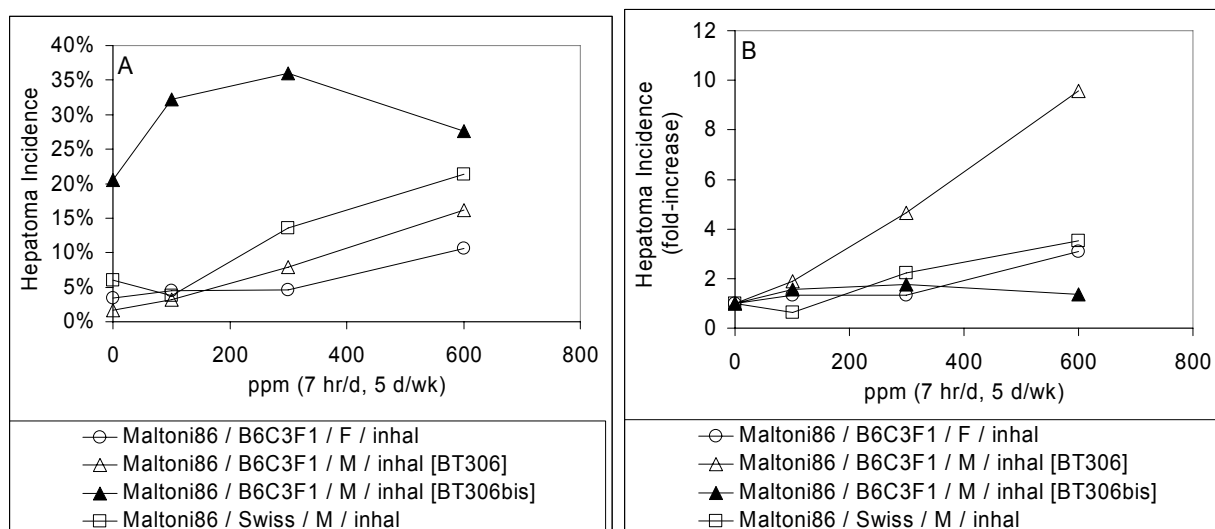 40%
35%
30%
25%
20%
15%
10%
5%
0%
Hepatoma Incidence
A
0 200 400 600 800
ppm (7 hr/d, 5 d/wk)
Maltoni86 / B6C3F1 / F / inhal
Maltoni86 / B6C3F1 / M / inhal [BT306]
Maltoni86 / B6C3F1 / M / inhal [BT306bis]
Maltoni86 / Swiss / M / inhal
12
10
8
6
4
2
0
Hepatoma Incidence
(fold-increase)
B
0 200 400 600 800
ppm (7 hr/d, 5 d/wk)
Maltoni86 / B6C3F1 / F / inhal
Maltoni86 / B6C3F1 / M / inhal [BT306]
Maltoni86 / B6C3F1 / M / inhal [BT306bis]
Maltoni86 / Swiss / M / inhal